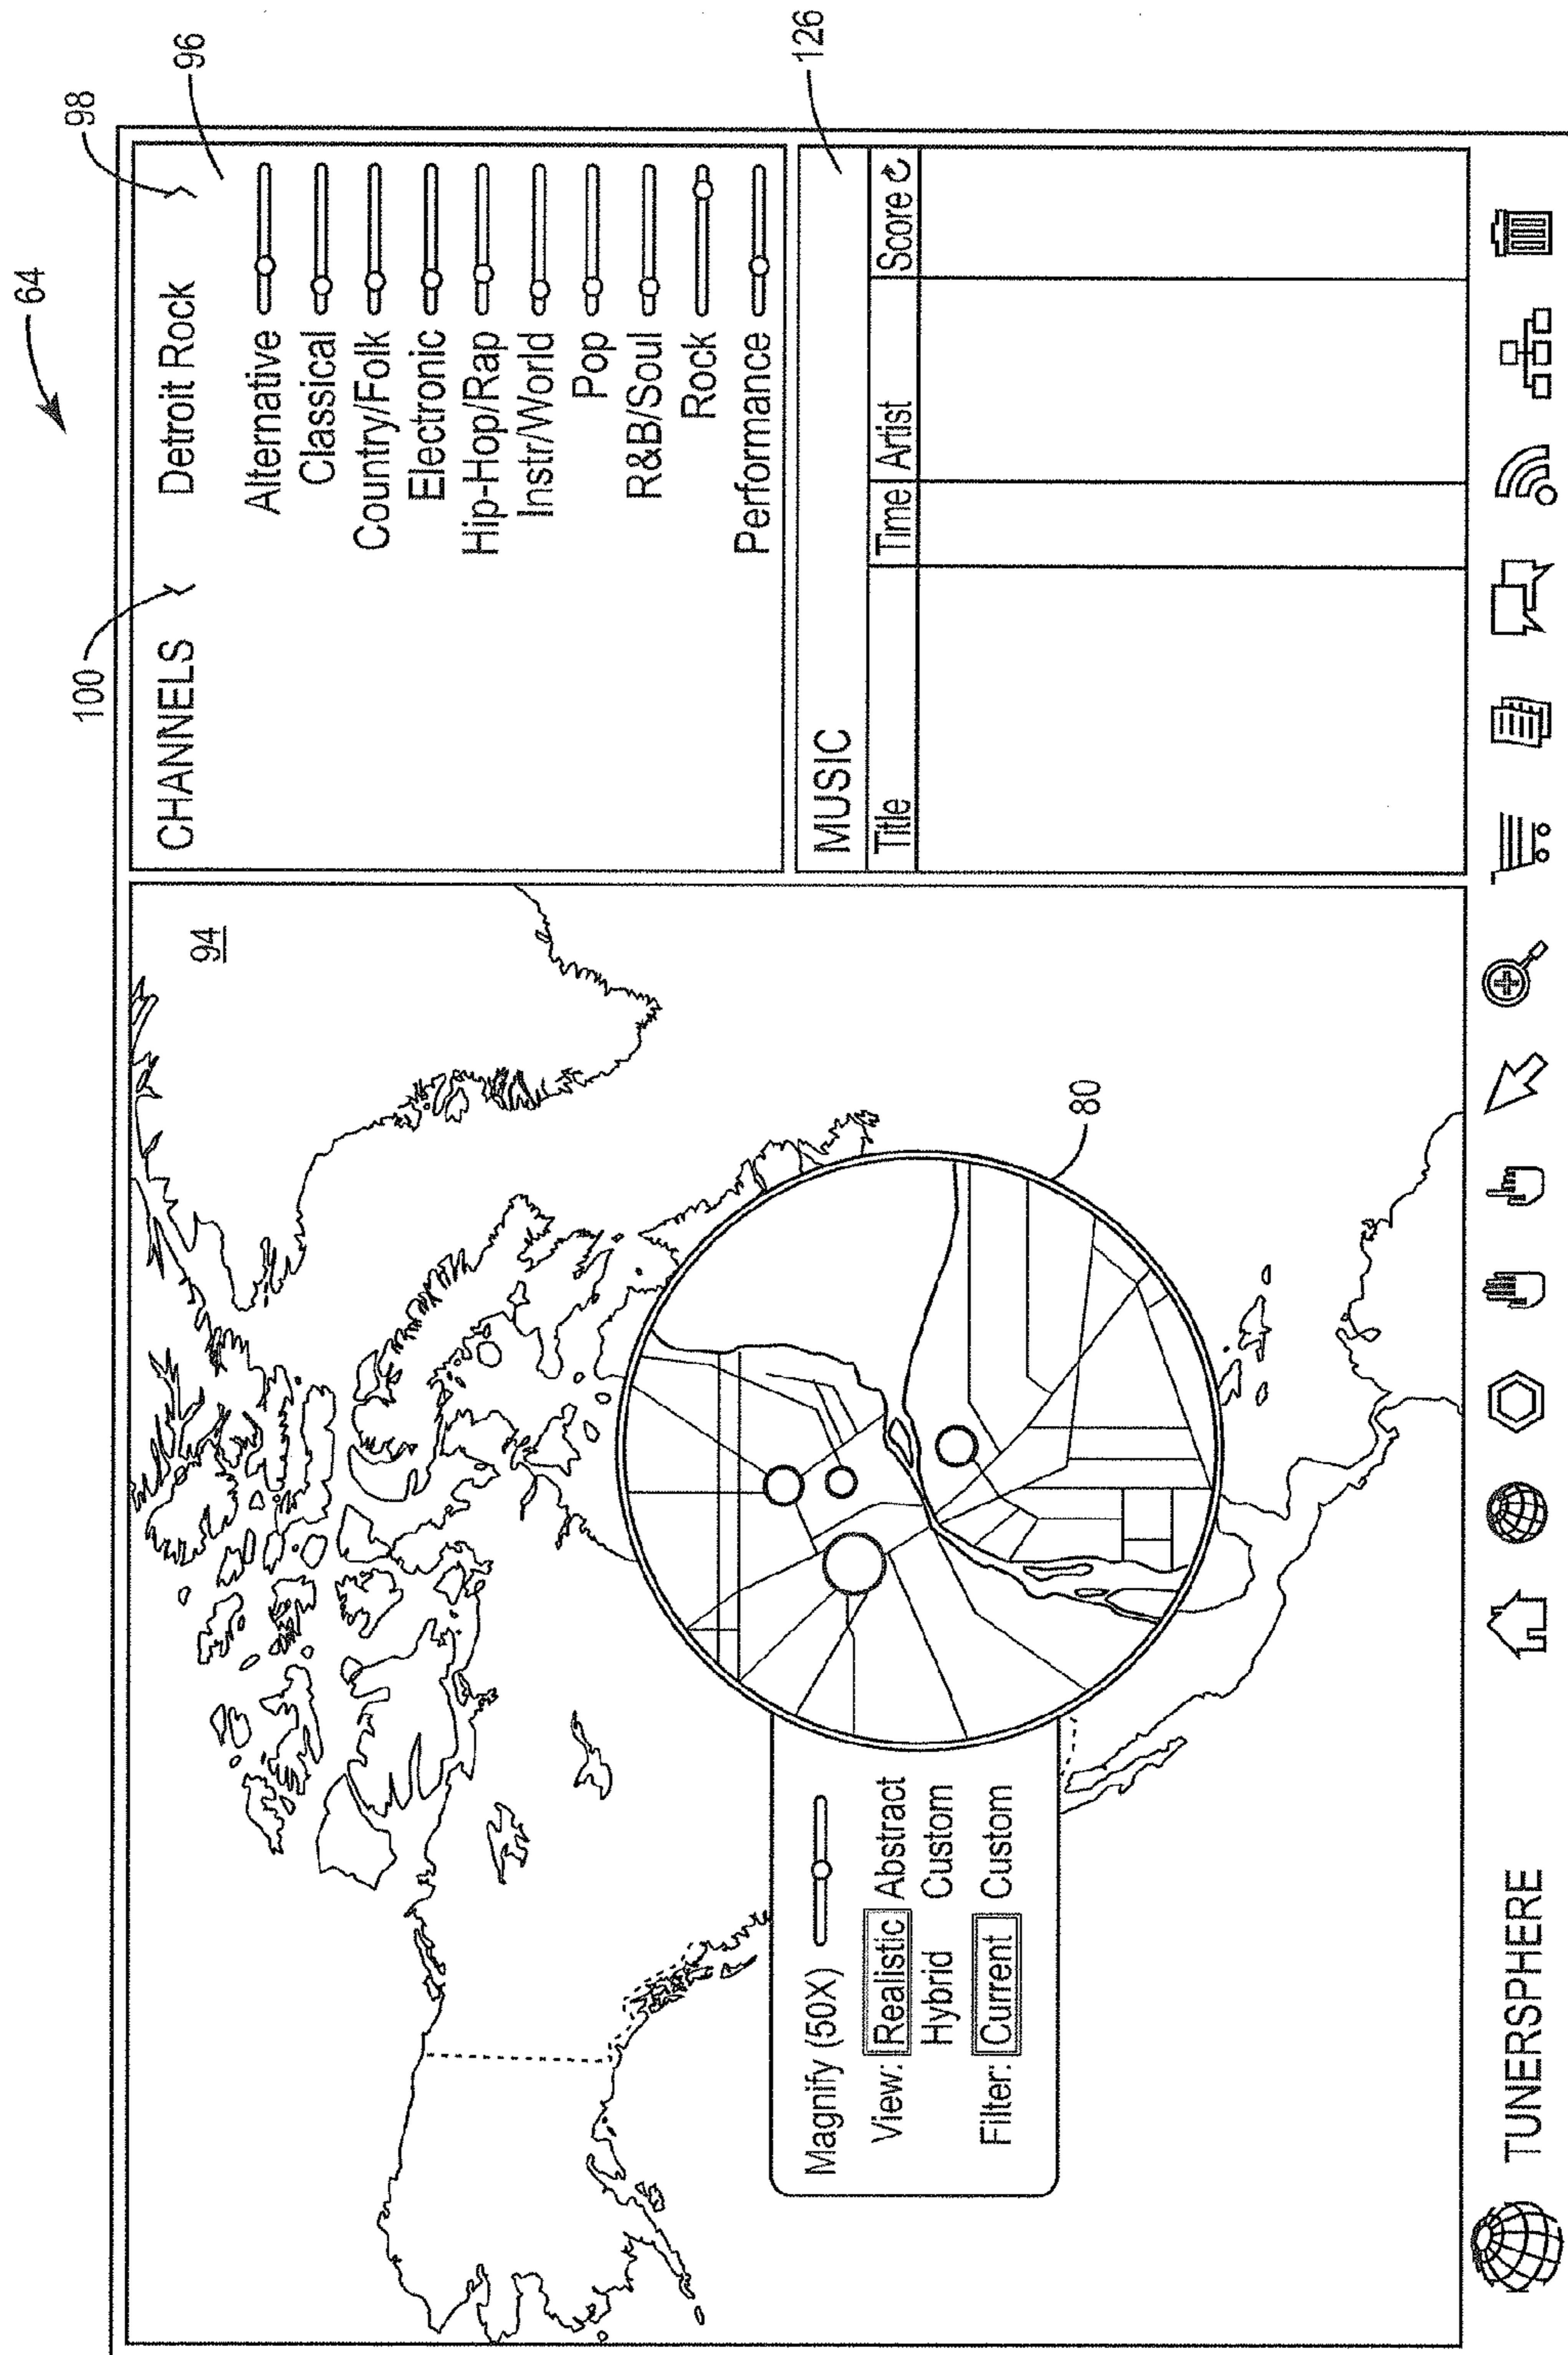 64
98
96
100
CHANNELS < Detroit Rock >
Alternative
Classical
Country/Folk
Electronic
Hip-Hop/Rap
Instr/World
Pop
R&B/Soul
Rock
Performance
94
126
MUSIC
Title Time Artist Score
80
Magnify (50X)
View: Realistic Abstract
Hybrid Custom
Filter: Current Custom
TUNERSPHERE